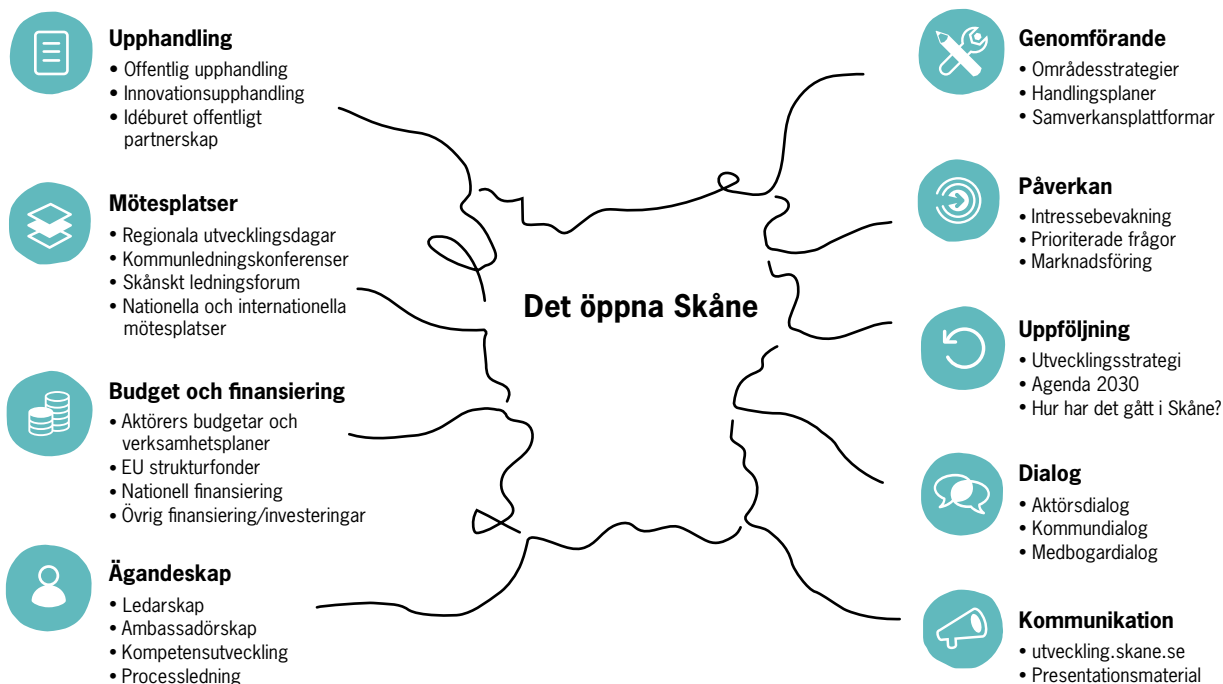 Upphandling
• Offentlig upphandling
• Innovationsupphandling
• Idéburet offentligt
partnerskap
Mötesplatser
• Regionala utvecklingsdagar
• Kommunledningskonferenser
• Skånskt ledningsforum
• Nationella och internationella
mötesplatser
Budget och finansiering
• Aktörers budgetar och
verksamhetsplaner
• EU strukturfonder
• Nationell finansiering
• Övrig finansiering/investeringar
Ägandeskap
• Ledarskap
• Ambassadörskap
• Kompetensutveckling
• Processledning
Det öppna Skåne
Genomförande
• Områdesstrategier
• Handlingsplaner
• Samverkansplattformar
Påverkan
• Intressebevakning
• Prioriterade frågor
• Marknadsföring
Uppföljning
• Utvecklingsstrategi
• Agenda 2030
• Hur har det gått i Skåne?
Dialog
• Aktörsdialog
• Kommundialog
• Medbogardialog
Kommunikation
• utveckling.skane.se
• Presentationsmaterial